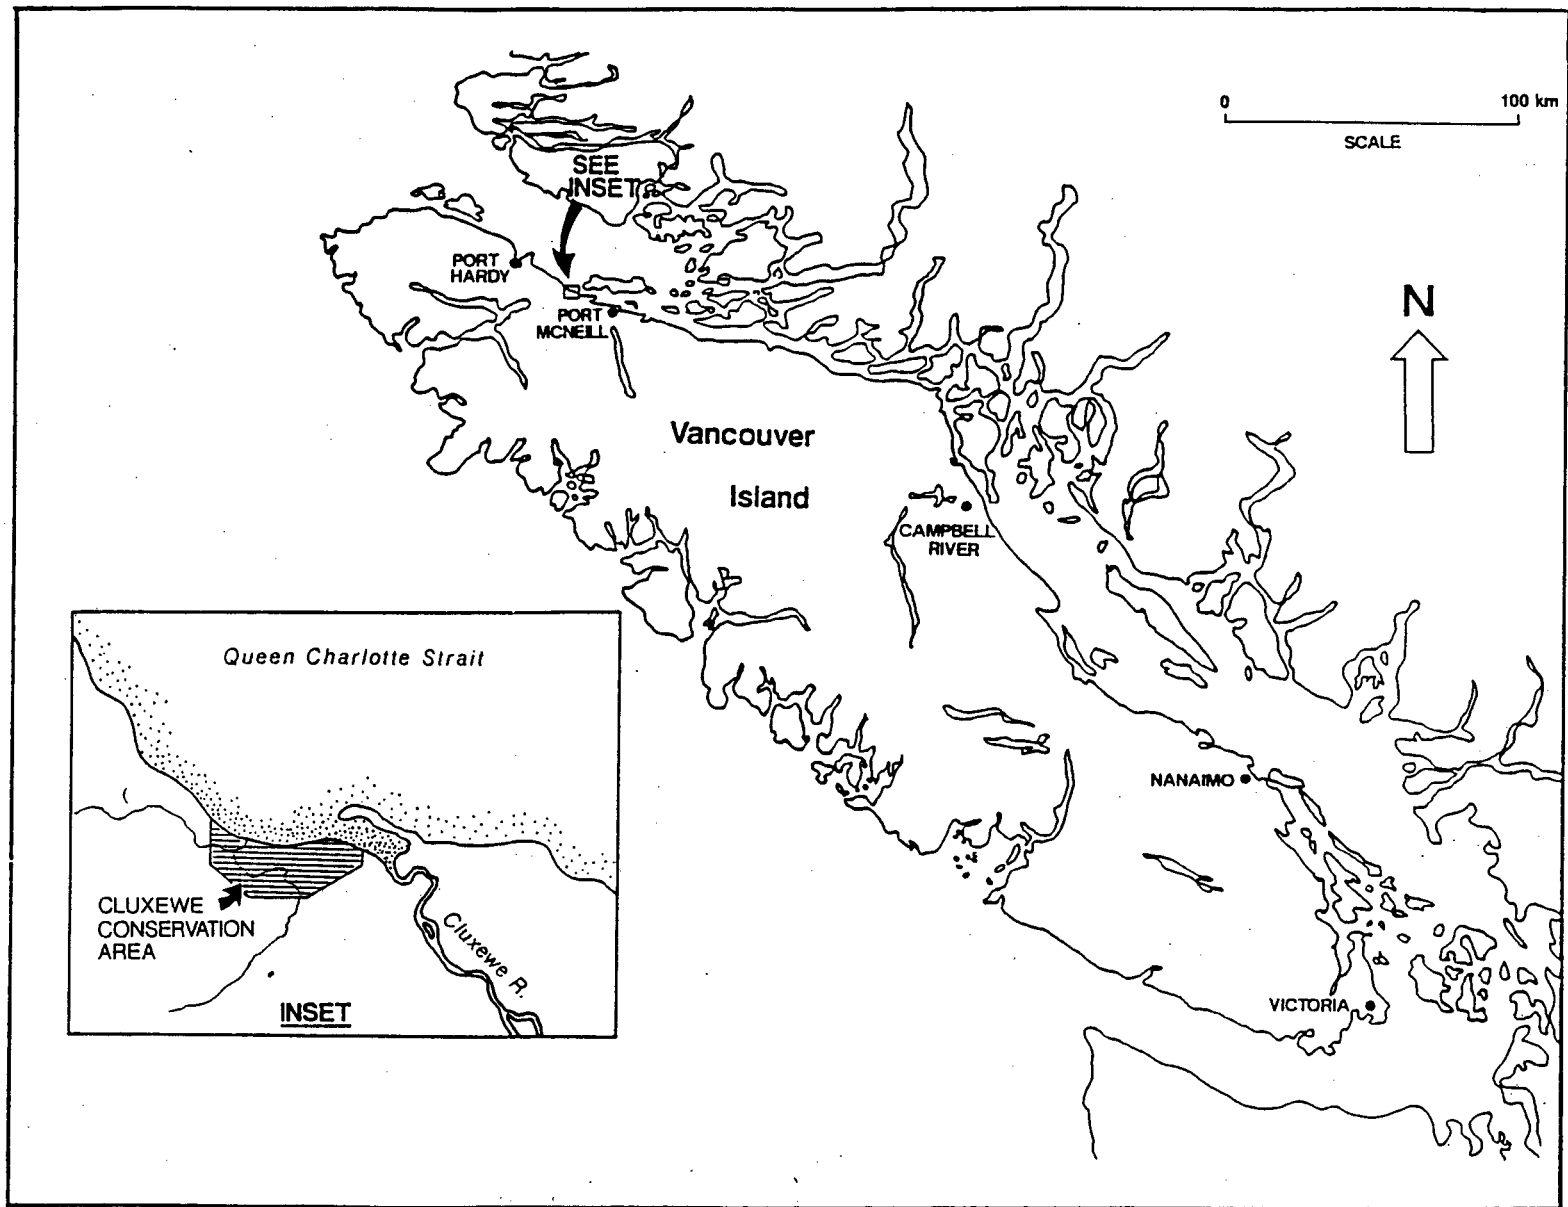 0 100 km
SCALE
SEE
INSET
PORT
HARDY
PORT
MCNEILL
N
Vancouver
Island
CAMPBELL
RIVER
NANAIMO
VICTORIA
Queen Charlotte Strait
CLUXEWE
CONSERVATION
AREA
Cluxewe R.
INSET